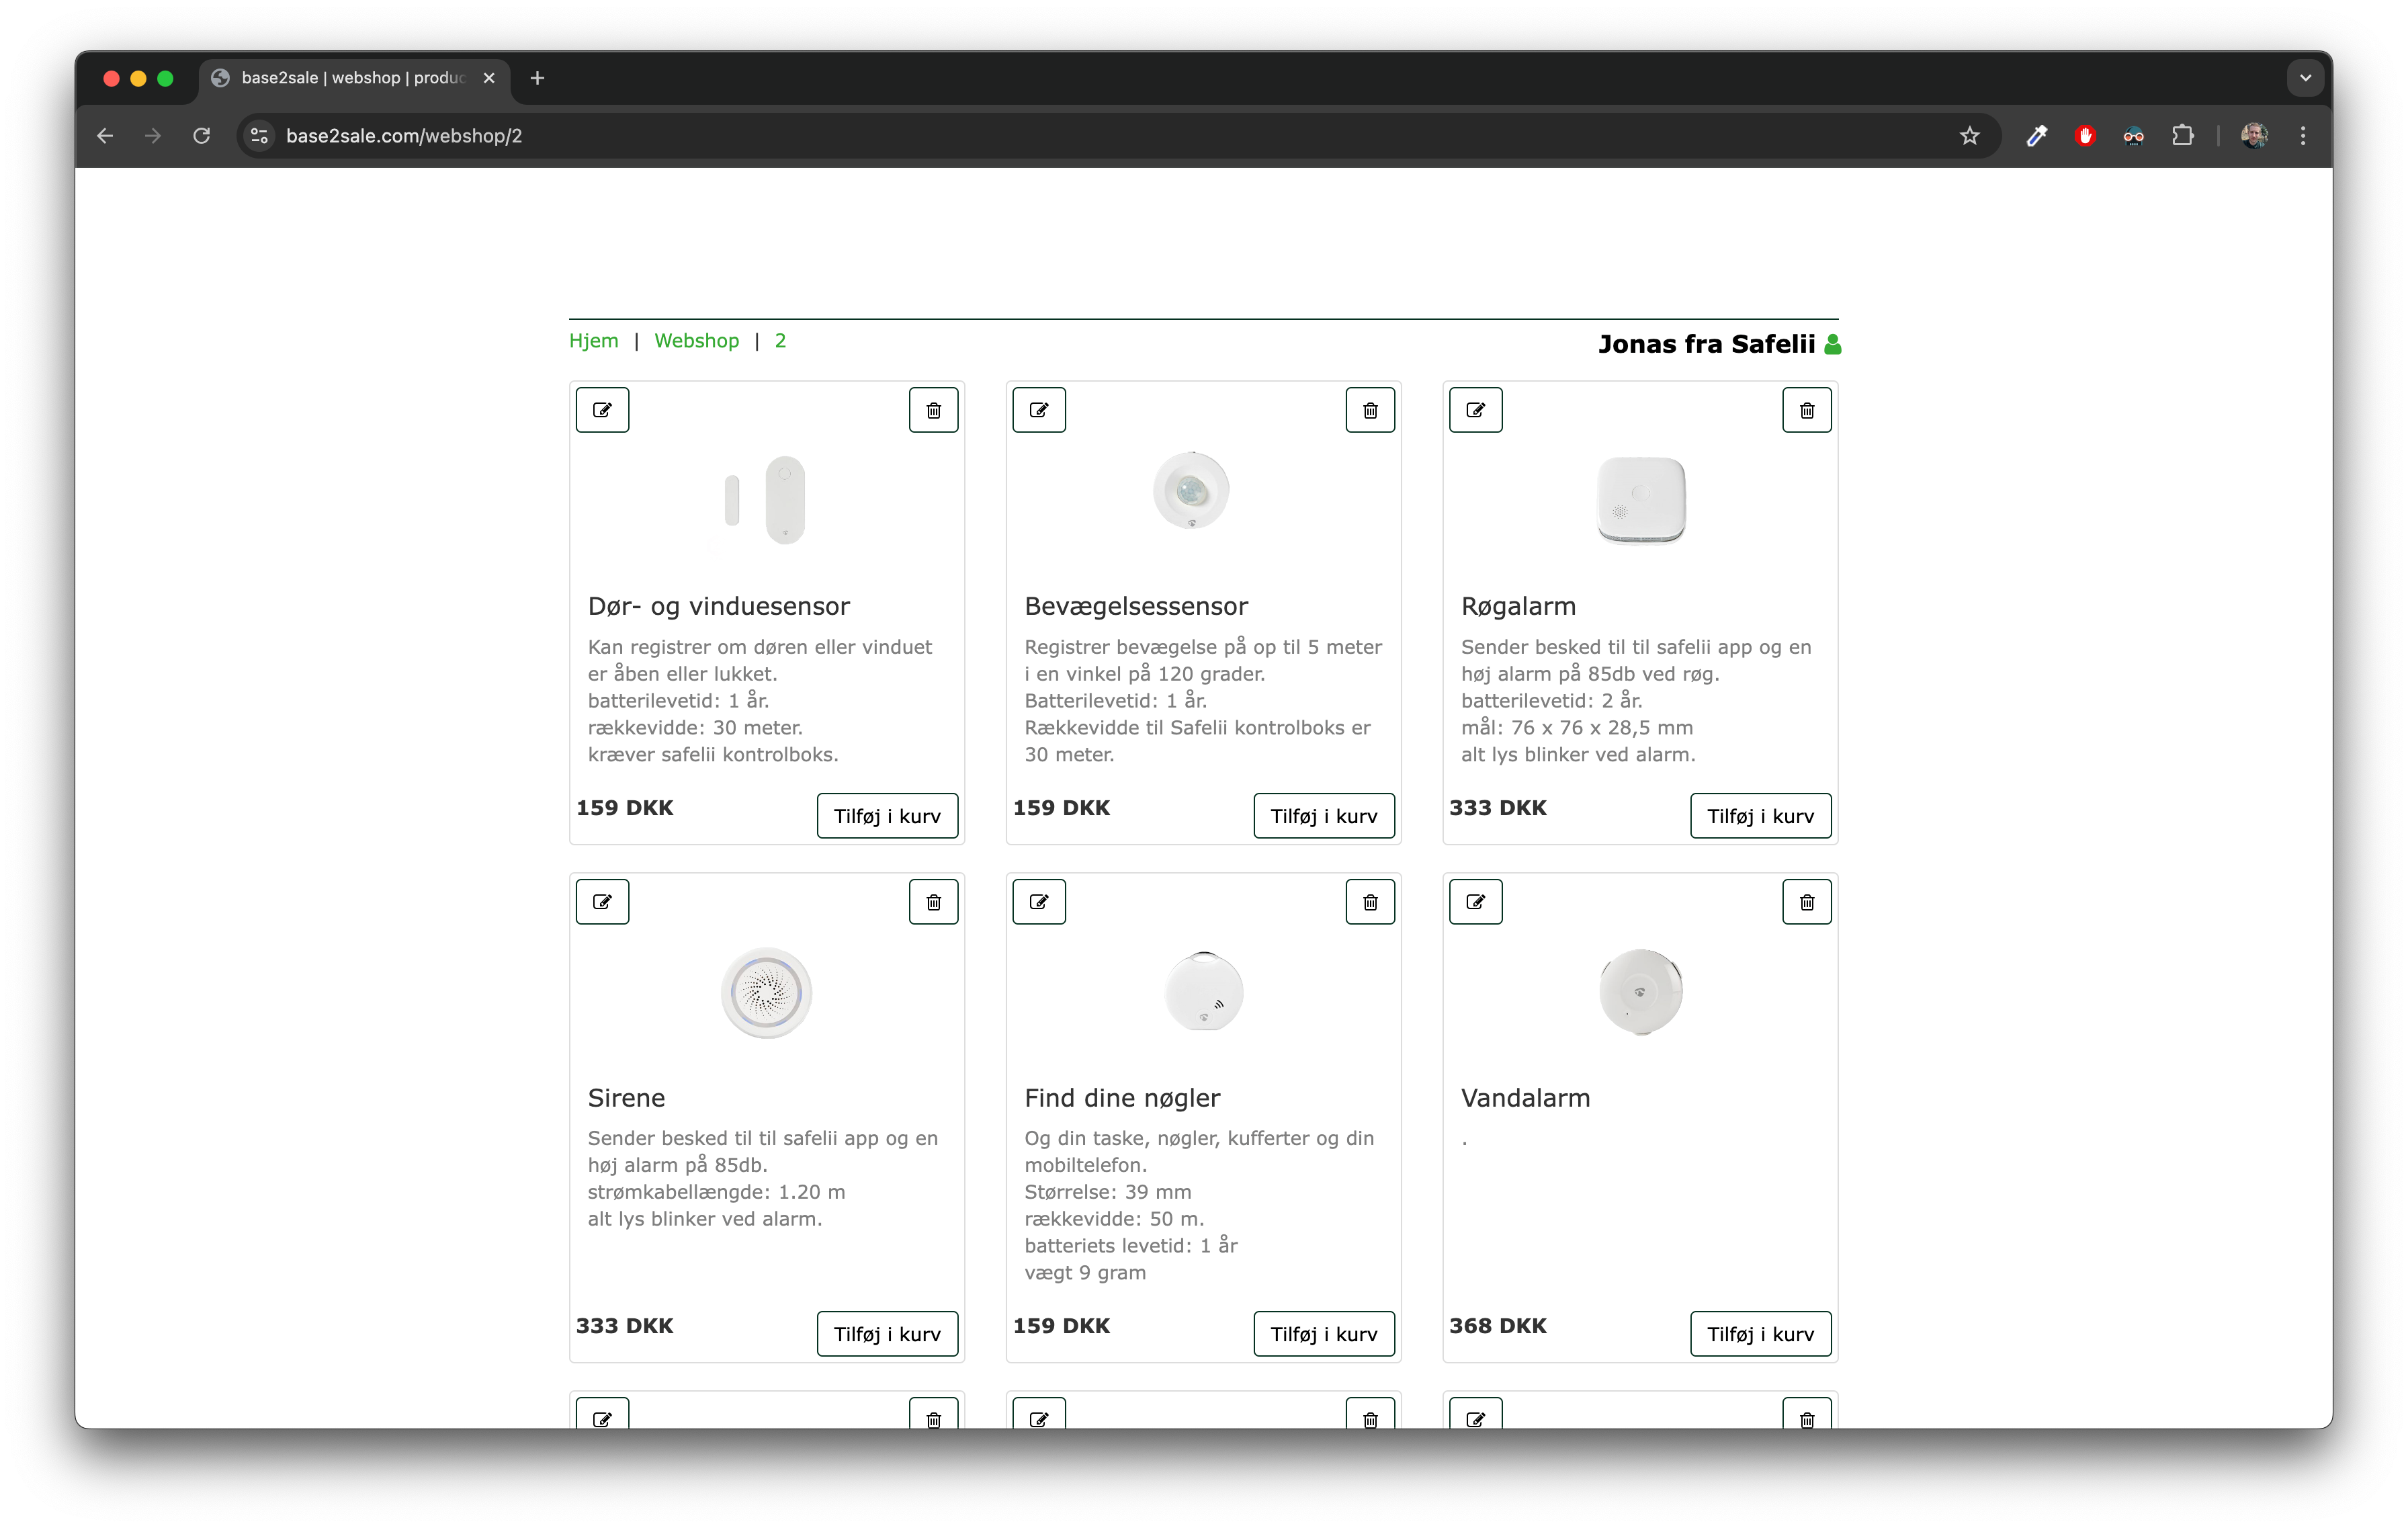 base2sale | webshop | produc
base2sale.com/webshop/2
Hjem | Webshop | 2
Jonas fra Safelii
Dør- og vinduesensor
Kan registrer om døren eller vinduet
er åben eller lukket.
batterilevetid: 1 år.
rækkevidde: 30 meter.
kræver safelii kontrolboks.
159 DKK
Tilføj i kurv
Bevægelsessensor
Registrer bevægelse på op til 5 meter
i en vinkel på 120 grader.
Batterilevetid: 1 år.
Rækkevidde til Safelii kontrolboks er
30 meter.
159 DKK
Tilføj i kurv
Røgalarm
Sender besked til til safelii app og en
høj alarm på 85db ved røg.
batterilevetid: 2 år.
mål: 76 x 76 x 28,5 mm
alt lys blinker ved alarm.
333 DKK
Tilføj i kurv
Sirene
Sender besked til til safelii app og en
høj alarm på 85db.
strømkabellængde: 1.20 m
alt lys blinker ved alarm.
333 DKK
Tilføj i kurv
Find dine nøgler
Og din taske, nøgler, kufferter og din
mobiltelefon.
Størrelse: 39 mm
rækkevidde: 50 m.
batteriets levetid: 1 år
vægt 9 gram
159 DKK
Tilføj i kurv
Vandalarm
.
368 DKK
Tilføj i kurv